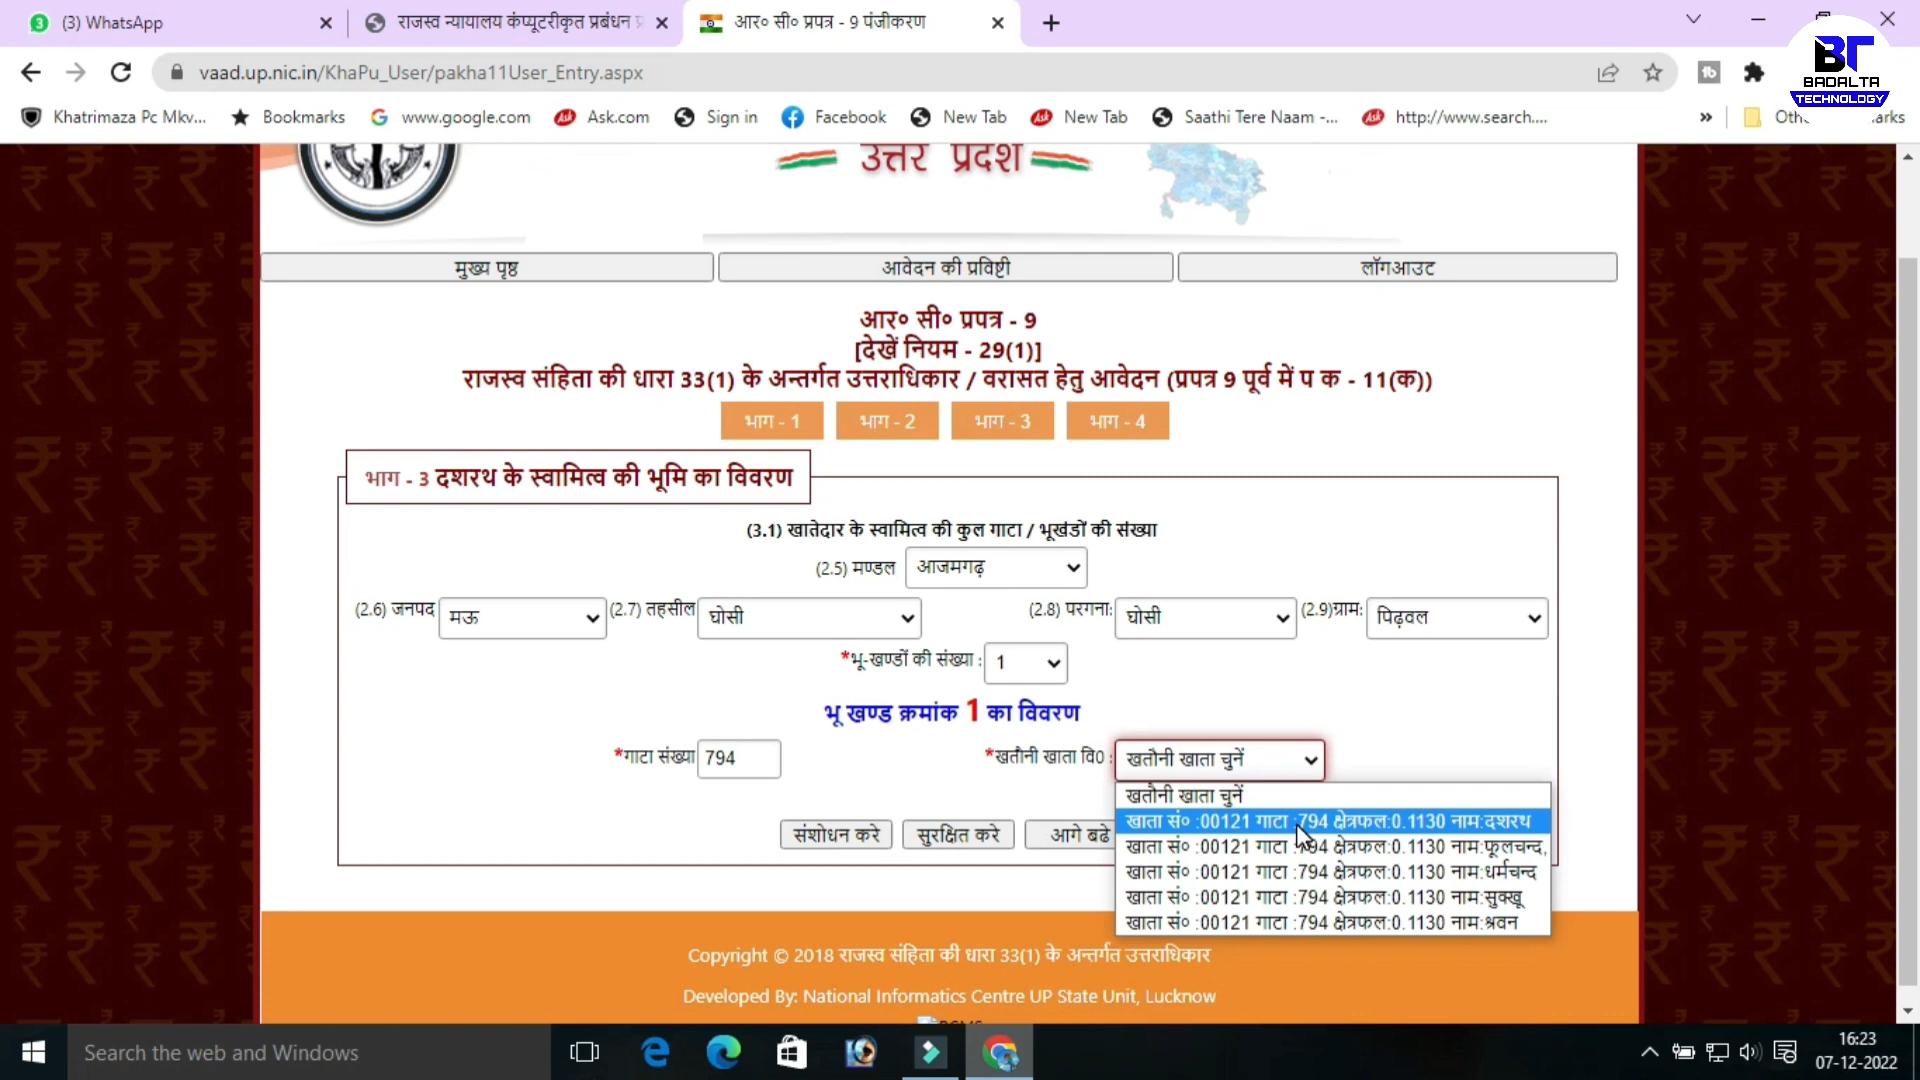 (3) WhatsApp
राजस्व न्यायालय कंप्यूटरीकृत प्रबंधन
आर० सी० प्रपत्र - 9 पंजीकरण
BT
BADALTA
TECHNOLOGY
vaad.up.nic.in/KhaPu_User/pakha11User_Entry.aspx
Khatrimaza Pc Mkv...
Bookmarks
www.google.com
Ask.com
Sign in
Facebook
New Tab
New Tab
Saathi Tere Naam -...
http://www.search....
उत्तर प्रदेश
मुख्य पृष्ठ
आवेदन की प्रविष्टी
लॉगआउट
आर० सी० प्रपत्र - 9
[देखें नियम - 29(1)]
राजस्व संहिता की धारा 33(1) के अन्तर्गत उत्तराधिकार / वरासत हेतु आवेदन (प्रपत्र 9 पूर्व में प क - 11(क))
भाग - 1 भाग - 2 भाग - 3 भाग - 4
भाग - 3 दशरथ के स्वामित्व की भूमि का विवरण
(3.1) खातेदार के स्वामित्व की कुल गाटा / भूखंडों की संख्या
(2.5) मण्डल आजमगढ़
(2.6) जनपद मऊ (2.7) तहसील घोसी (2.8) परगना: घोसी (2.9)ग्राम: पिढ़वल
*भू-खण्डों की संख्या : 1
भू खण्ड क्रमांक 1 का विवरण
*गाटा संख्या 794 *खतौनी खाता वि0 : खतौनी खाता चुनें
खतौनी खाता चुनें
खाता सं० :00121 गाटा :794 क्षेत्रफल:0.1130 नाम:दशरथ
खाता सं० :00121 गाटा :794 क्षेत्रफल:0.1130 नाम:फूलचन्द,
खाता सं० :00121 गाटा :794 क्षेत्रफल:0.1130 नाम:धर्मचन्द
खाता सं० :00121 गाटा :794 क्षेत्रफल:0.1130 नाम:सुक्खू
खाता सं० :00121 गाटा :794 क्षेत्रफल:0.1130 नाम:श्रवन
संशोधन करे सुरक्षित करे आगे बढे
Copyright © 2018 राजस्व संहिता की धारा 33(1) के अन्तर्गत उत्तराधिकार
Developed By: National Informatics Centre UP State Unit, Lucknow
Search the web and Windows
16:23
07-12-2022